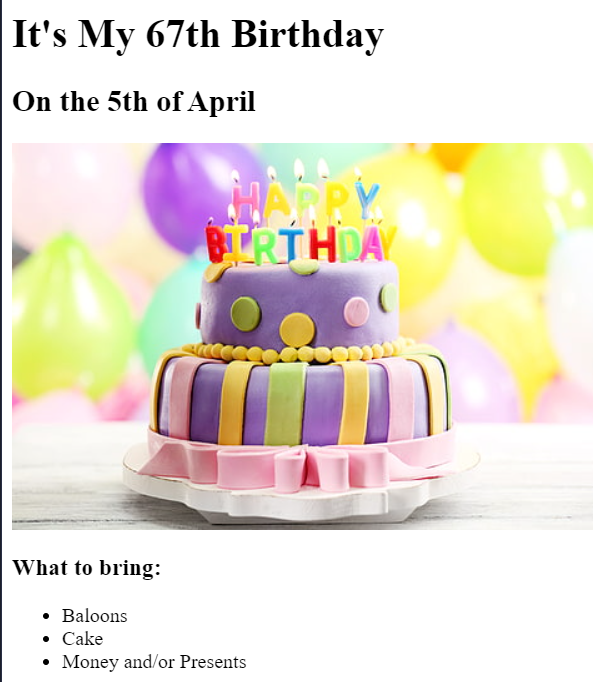 It's My 67th Birthday
On the 5th of April
HAPPY
BIRTHDAY
What to bring:
Baloons
Cake
Money and/or Presents